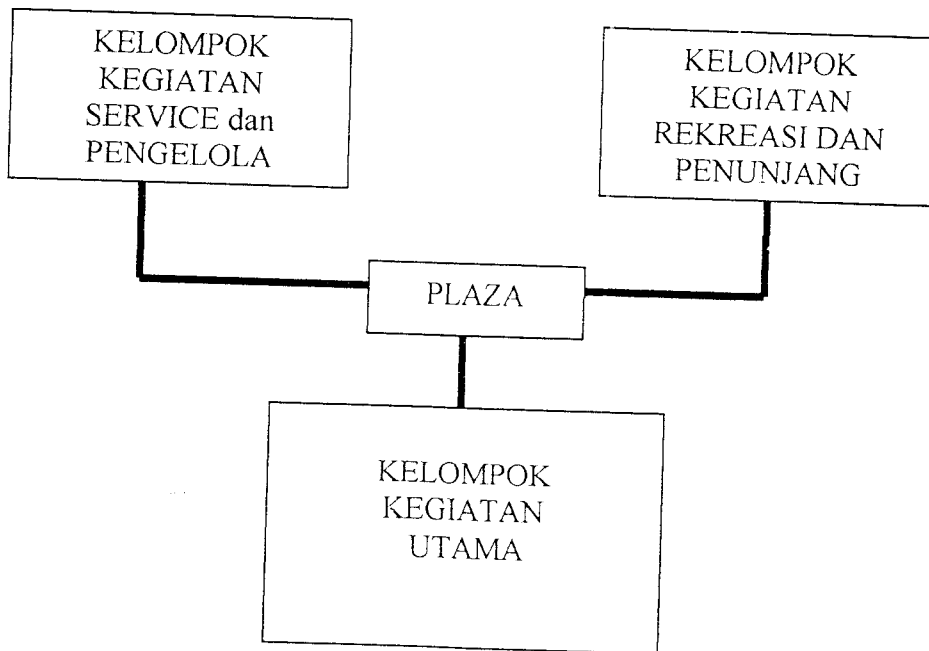 KELOMPOK
KEGIATAN
SERVICE dan
PENGELOLA
KELOMPOK
KEGIATAN
REKREASI DAN
PENUNJANG
PLAZA
KELOMPOK
KEGIATAN
UTAMA